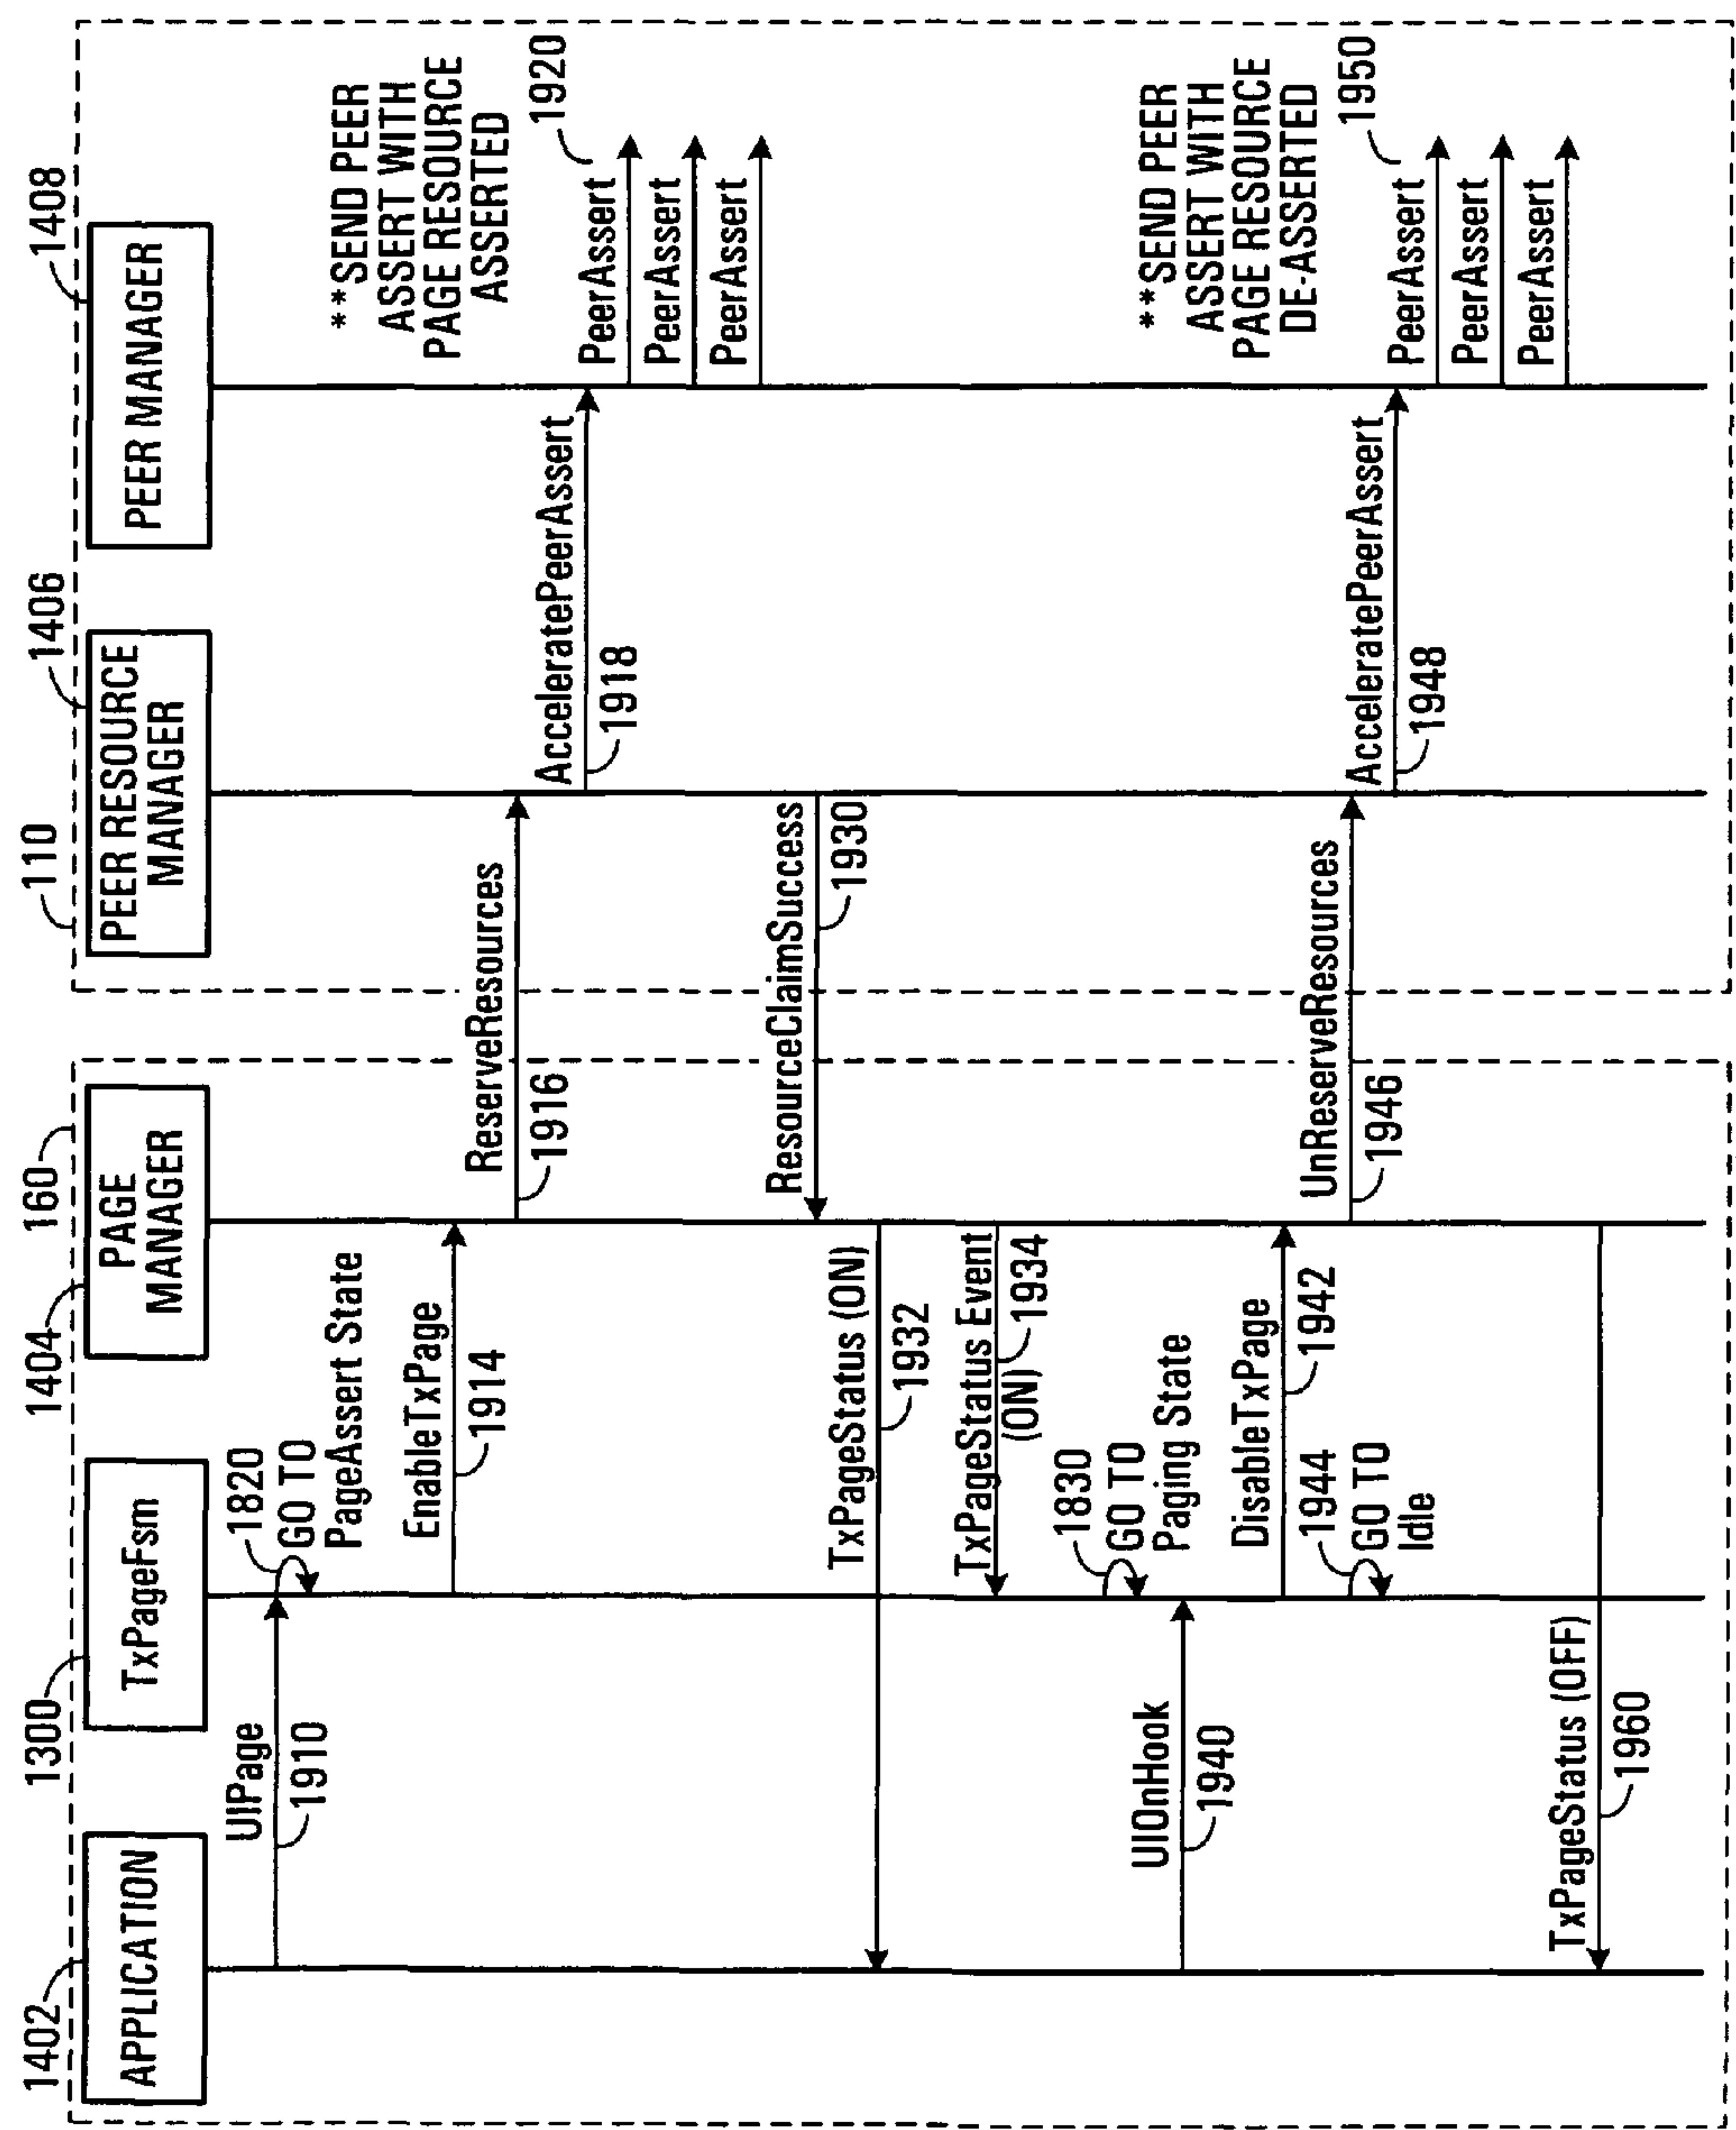 1402
APPLICATION
1300
TxPageFsm
1404
PAGE
MANAGER
160
110
PEER RESOURCE
MANAGER
1406
PEER MANAGER
1408
UIPage
1910
1820
GO TO
PageAssert State
EnableTxPage
1914
ReserveResources
1916
AcceleratePeerAssert
1918
**SEND PEER
ASSERT WITH
PAGE RESOURCE
ASSERTED
PeerAssert
1920
PeerAssert
PeerAssert
ResourceClaimSuccess
1930
TxPageStatus (ON)
1932
TxPageStatus Event
1934
(ON)
1830
GO TO
Paging State
UIOnHook
1940
DisableTxPage
1942
1944
GO TO
Idle
UnReserveResources
1946
AcceleratePeerAssert
1948
**SEND PEER
ASSERT WITH
PAGE RESOURCE
DE-ASSERTED
PeerAssert
1950
PeerAssert
PeerAssert
TxPageStatus (OFF)
1960